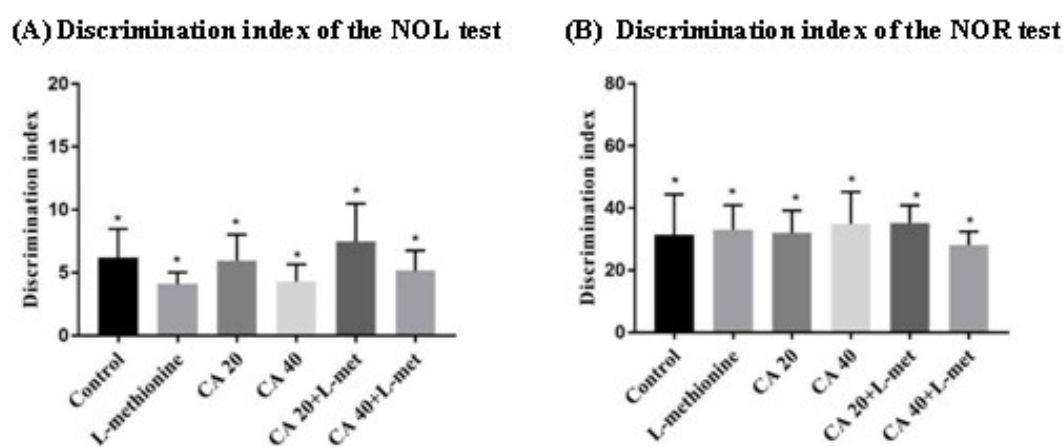 (A) Discrimination index of the NOL test
20
15
10
5
0
Discrimination index
*
*
*
*
*
*
Control
L-methionine
CA 20
CA 40
CA 20+L-met
CA 40+L-met
(B) Discrimination index of the NOR test
80
60
40
20
0
Discrimination index
*
*
*
*
*
*
Control
L-methionine
CA 20
CA 40
CA 20+L-met
CA 40+L-met